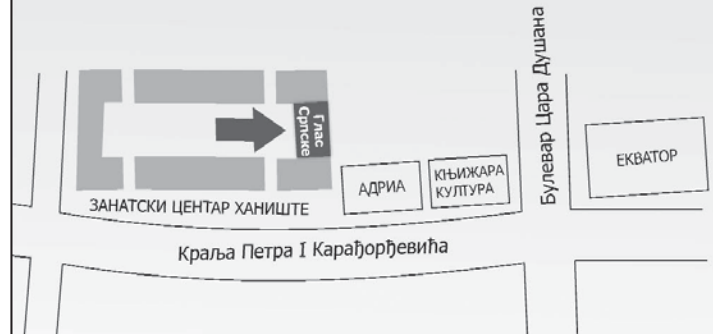 Булевар Цара Душана
Глас
Српске
АДРИА
КЊИЖАРА
КУЛТУРА
ЕКВАТОР
ЗАНАТСКИ ЦЕНТАР ХАНИШТЕ
Краља Петра I Карађорђевића